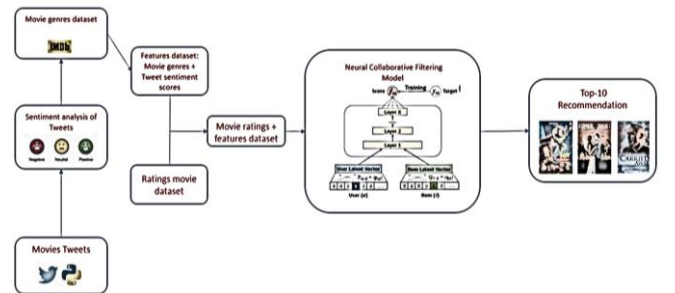 Movie genres dataset
IMDb
Features dataset:
Movie genres +
Tweet sentiment
scores
Sentiment analysis of
Tweets
Negative Neutral Positive
Movies Tweets
Ratings movie
dataset
Movie ratings +
features dataset
Neural Collaborative Filtering
Model
Score Training Target
Layer X
Layer 2
Layer 1
User Latent Vector
Item Latent Vector
User (u)
Item (i)
Top-10
Recommendation